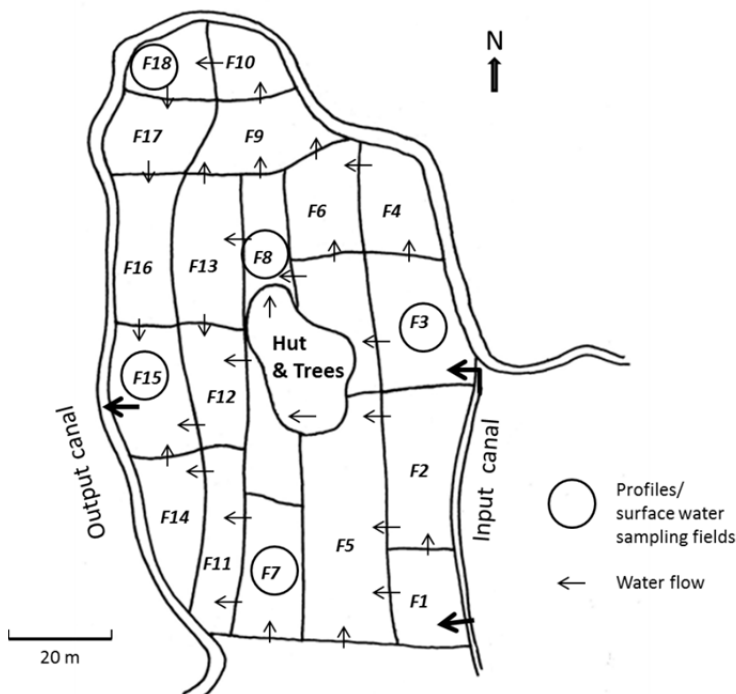 N
F18
F10
F17
F9
F6
F4
F16
F13
F8
F3
Hut
& Trees
F15
F12
F2
Output canal
Input canal
F14
F5
F11
F7
F1
Profiles/
surface water
sampling fields
Water flow
20 m